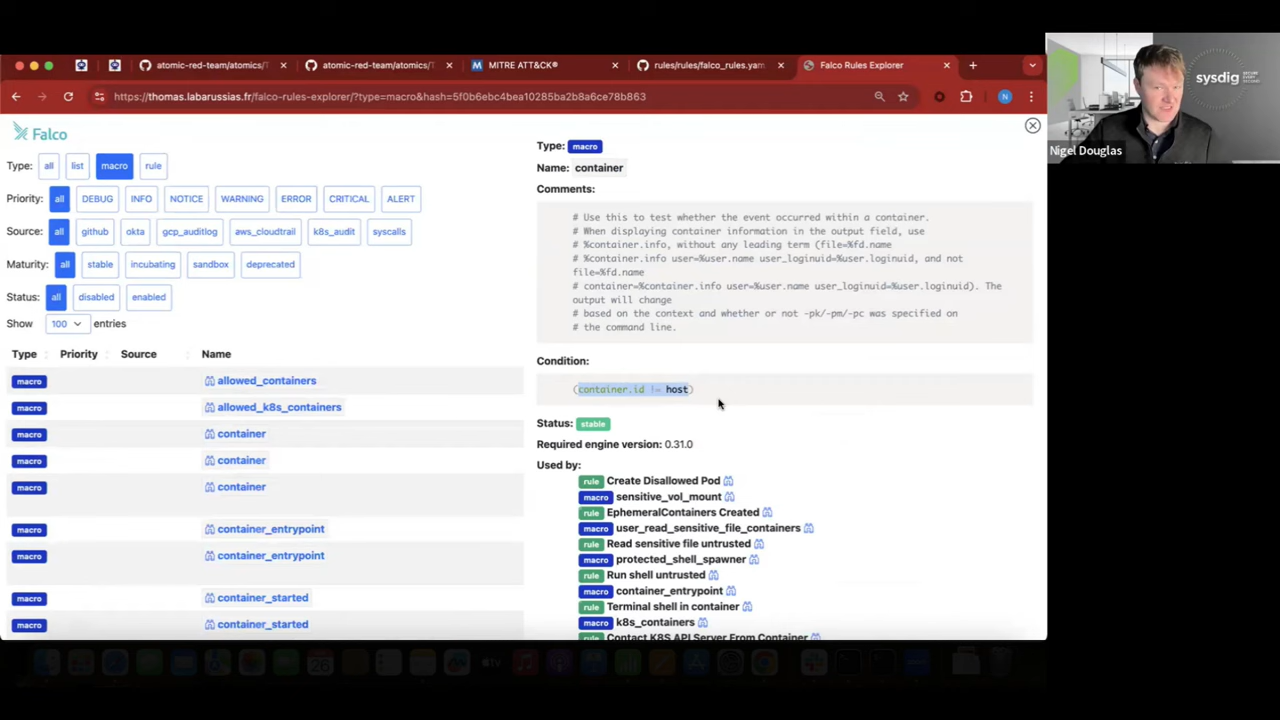 atomic-red-team/atomics/T
atomic-red-team/atomics/T
MITRE ATT&CK®
rules/rules/falco_rules.yam
Falco Rules Explorer
https://thomas.labarussias.fr/falco-rules-explorer/?type=macro&hash=5f0b6ebc4bea10285ba2b8a6ce78b863
N
sysdig
Nigel Douglas
Falco
Type: all list macro rule
Priority: all DEBUG INFO NOTICE WARNING ERROR CRITICAL ALERT
Source: all github okta gcp_auditlog aws_cloudtrail k8s_audit syscalls
Maturity: all stable incubating sandbox deprecated
Status: all disabled enabled
Show 100 entries
Type Priority Source Name
macro allowed_containers
macro allowed_k8s_containers
macro container
macro container
macro container
macro container_entrypoint
macro container_entrypoint
macro container_started
macro container_started
Type: macro
Name: container
Comments:
# Use this to test whether the event occurred within a container.
# When displaying container information in the output field, use
# %container.info, without any leading term (file=%fd.name
# %container.info user=%user.name user_loginuid=%user.loginuid, and not
file=%fd.name
# container=%container.info user=%user.name user_loginuid=%user.loginuid). The
output will change
# based on the context and whether or not -pk/-pm/-pc was specified on
# the command line.
Condition:
(container.id != host)
Status: stable
Required engine version: 0.31.0
Used by:
rule Create Disallowed Pod
macro sensitive_vol_mount
rule EphemeralContainers Created
macro user_read_sensitive_file_containers
rule Read sensitive file untrusted
macro protected_shell_spawner
rule Run shell untrusted
macro container_entrypoint
rule Terminal shell in container
macro k8s_containers
rule Contact K8S API Server From Container
26